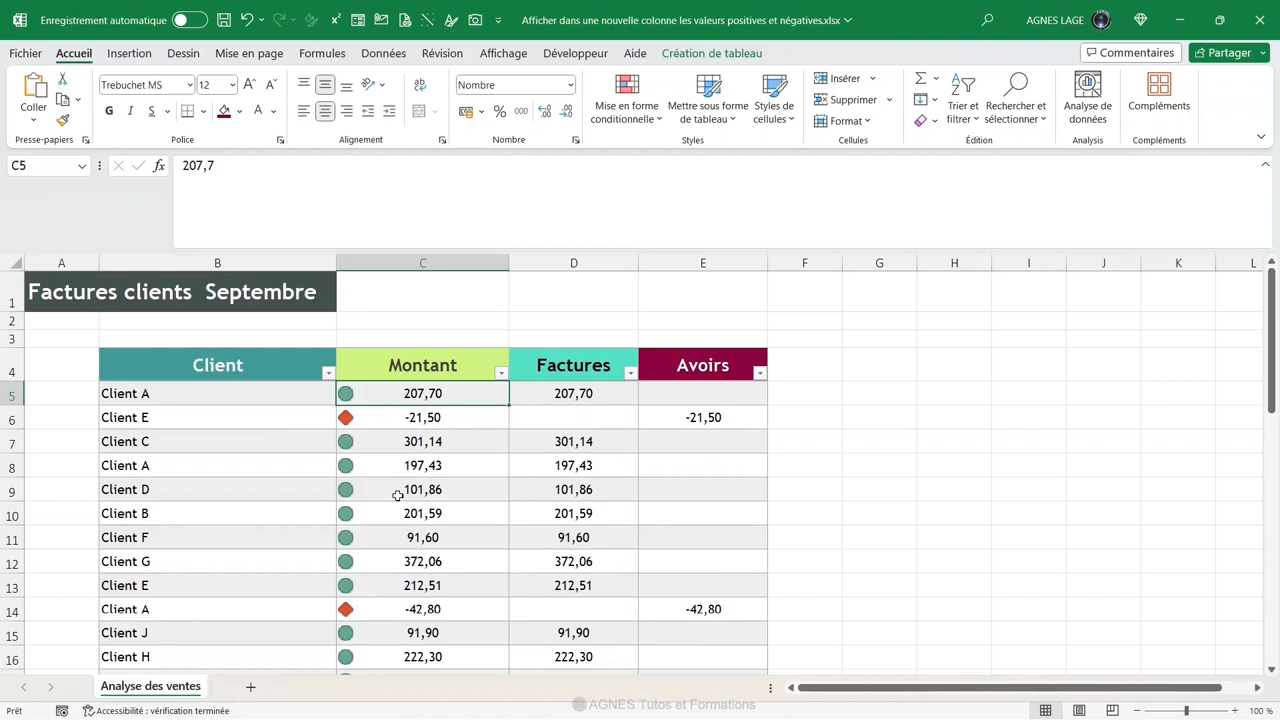 Enregistrement automatique
Afficher dans une nouvelle colonne les valeurs positives et négatives.xlsx
AGNES LAGE
Fichier Accueil Insertion Dessin Mise en page Formules Données Révision Affichage Développeur Aide Création de tableau
Commentaires Partager
Coller
Presse-papiers
Trebuchet MS 12
G I S
Police
Alignement
Nombre
% 000
Nombre
Mise en forme conditionnelle
Mettre sous forme de tableau
Styles de cellules
Styles
Insérer
Supprimer
Format
Cellules
Trier et filtrer
Rechercher et sélectionner
Édition
Analyse de données
Analysis
Compléments
Compléments
C5 fx 207,7
A B C D E F G H I J K L
1 Factures clients Septembre
2
3
4 Client Montant Factures Avoirs
5 Client A 207,70 207,70
6 Client E -21,50 -21,50
7 Client C 301,14 301,14
8 Client A 197,43 197,43
9 Client D 101,86 101,86
10 Client B 201,59 201,59
11 Client F 91,60 91,60
12 Client G 372,06 372,06
13 Client E 212,51 212,51
14 Client A -42,80 -42,80
15 Client J 91,90 91,90
16 Client H 222,30 222,30
Analyse des ventes
Prêt Accessibilité : vérification terminée
AGNES Tutos et Formations
100 %